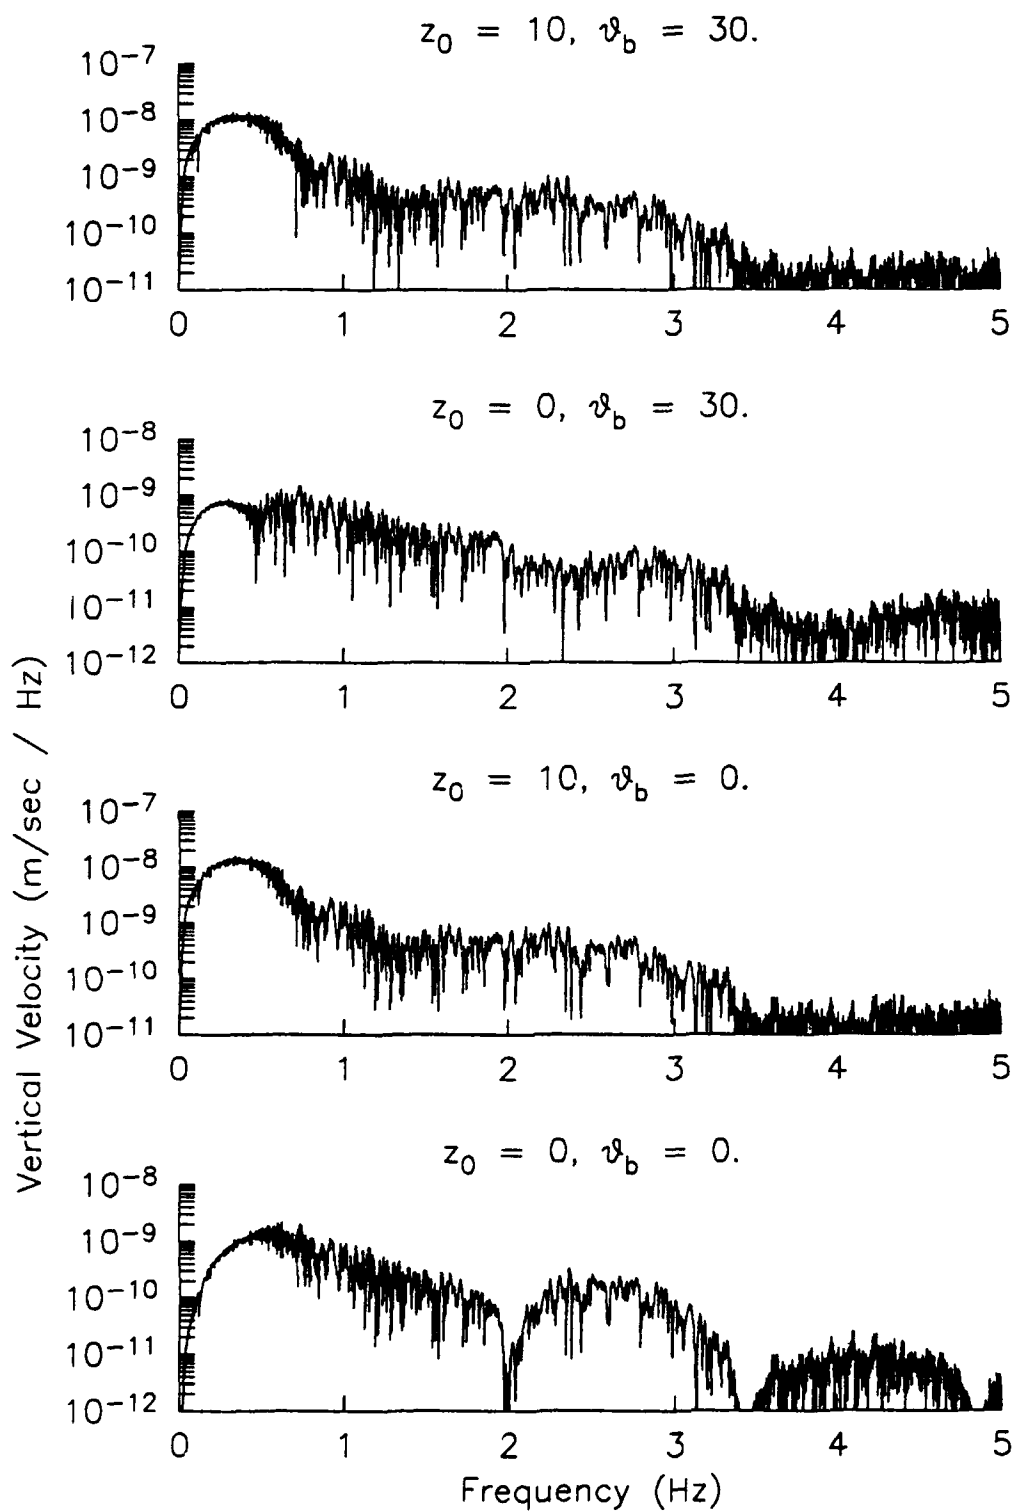 z₀ = 10, ϑ_b = 30.
10⁻⁷
10⁻⁸
10⁻⁹
10⁻¹⁰
10⁻¹¹
0 1 2 3 4 5
z₀ = 0, ϑ_b = 30.
10⁻⁸
10⁻⁹
10⁻¹⁰
10⁻¹¹
10⁻¹²
0 1 2 3 4 5
z₀ = 10, ϑ_b = 0.
10⁻⁷
10⁻⁸
10⁻⁹
10⁻¹⁰
10⁻¹¹
0 1 2 3 4 5
z₀ = 0, ϑ_b = 0.
10⁻⁸
10⁻⁹
10⁻¹⁰
10⁻¹¹
10⁻¹²
0 1 2 3 4 5
Frequency (Hz)
Vertical Velocity (m/sec / Hz)